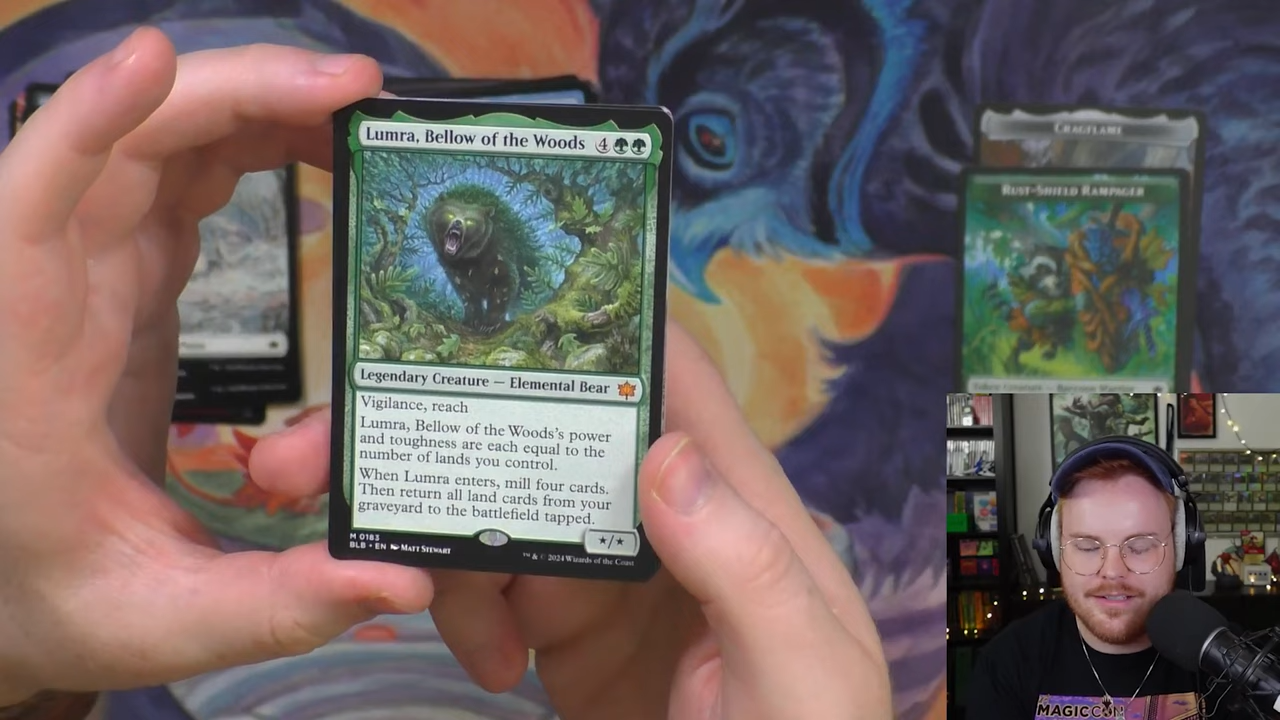 Lumra, Bellow of the Woods 4
Legendary Creature — Elemental Bear
Vigilance, reach
Lumra, Bellow of the Woods's power
and toughness are each equal to the
number of lands you control.
When Lumra enters, mill four cards.
Then return all land cards from your
graveyard to the battlefield tapped.
M 0183
BLB • EN Matt Stewart
*/*
™ & © 2024 Wizards of the Coast
Cragflame
Rust-Shield Rampager
MAGICCON